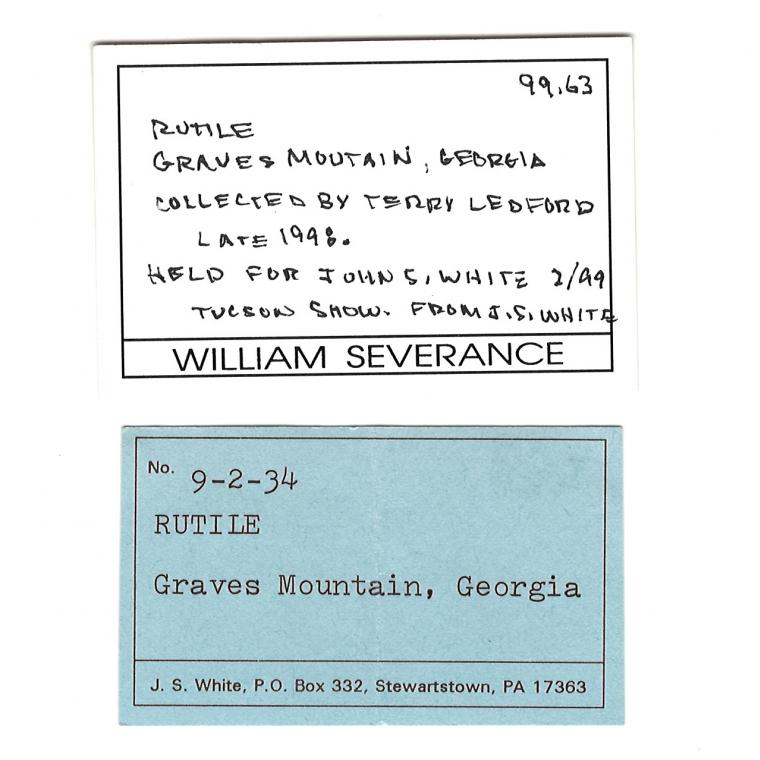 99.63
RUTILE
GRAVES MOUTAIN, GEORGIA
COLLECTED BY TERRY LEDFORD
LATE 1998.
HELD FOR JOHN S. WHITE 2/99
TUCSON SHOW. FROM J.S. WHITE
WILLIAM SEVERANCE
No. 9-2-34
RUTILE
Graves Mountain, Georgia
J. S. White, P.O. Box 332, Stewartstown, PA 17363